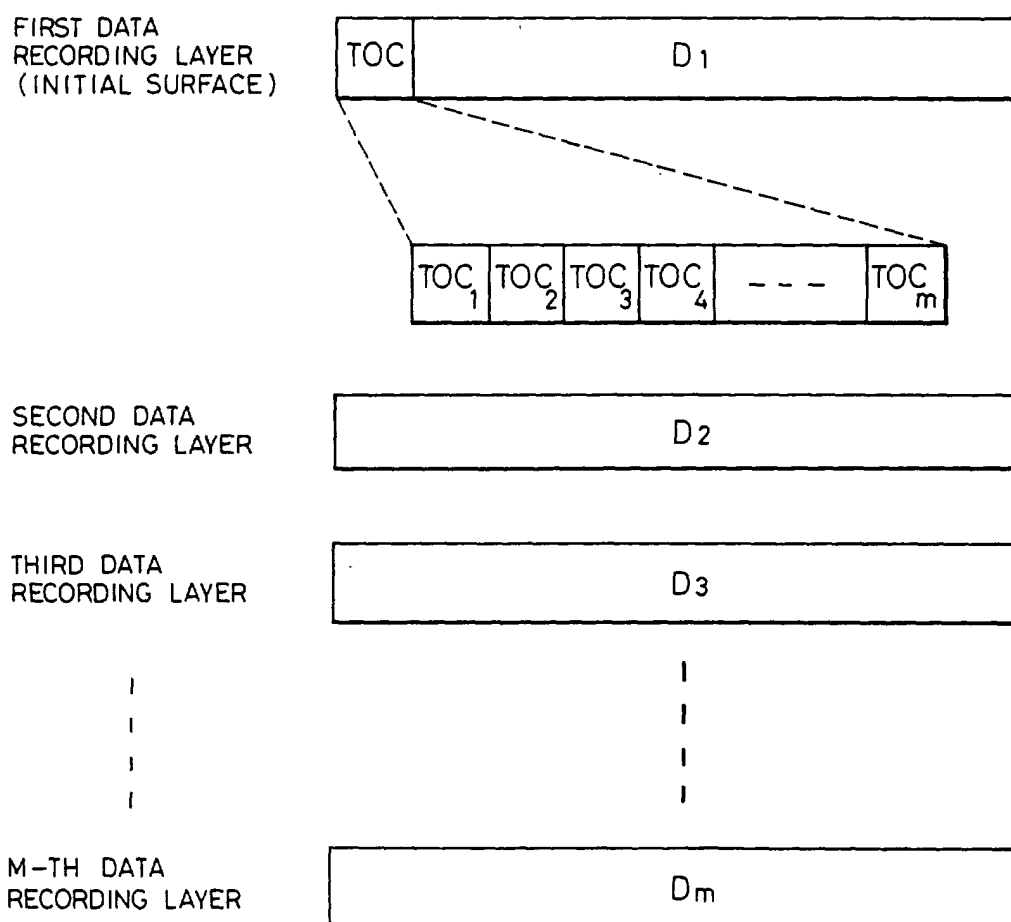 FIRST DATA
RECORDING LAYER
(INITIAL SURFACE)
TOC D1
TOC1 TOC2 TOC3 TOC4 --- TOCm
SECOND DATA
RECORDING LAYER
D2
THIRD DATA
RECORDING LAYER
D3
M-TH DATA
RECORDING LAYER
Dm